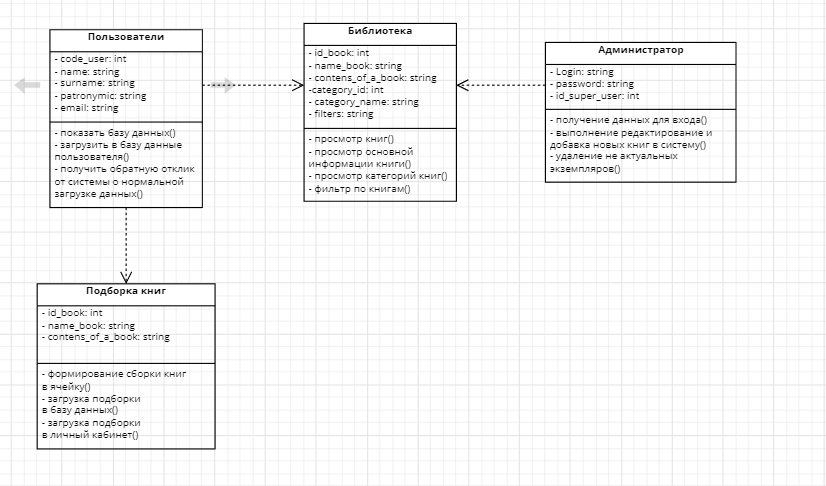 Пользователи
- code_user: int
- name: string
- surname: string
- patronymic: string
- email: string
- показать базу данных()
- загрузить в базу данные
пользователя()
- получить обратную отклик
от системы о нормальной
загрузке данных()
Библиотека
- id_book: int
- name_book: string
- contens_of_a_book: string
-category_id: int
- category_name: string
- filters: string
- просмотр книг()
- просмотр основной
информации книги()
- просмотр категорий книг()
- фильтр по книгам()
Администратор
- Login: string
- password: string
- id_super_user: int
- получение данных для входа()
- выполнение редактирование и
добавка новых книг в систему()
- удаление не актуальных
экземпляров()
Подборка книг
- id_book: int
- name_book: string
- contens_of_a_book: string
- формирование сборки книг
в ячейку()
- загрузка подборки
в базу данных()
- загрузка подборки
в личный кабинет()